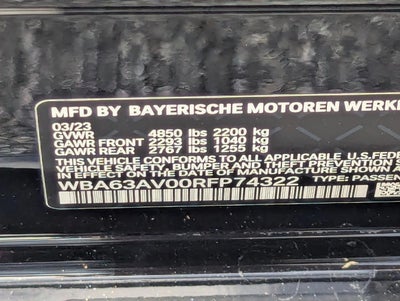 MFD BY BAYERISCHE MOTOREN WERKE
03/23
GVWR 4850 lbs 2200 kg
GAWR FRONT 2293 lbs 1040 kg
GAWR REAR 2767 lbs 1255 kg
THIS VEHICLE CONFORMS TO ALL APPLICABLE U.S. FEDE
VEHICLE SAFETY, BUMPER AND THEFT
IN EFFECT ON THE DATE OF MANUFACTURE SHOWN
WBA63AV00RFP74322 TYPE: PASSEN